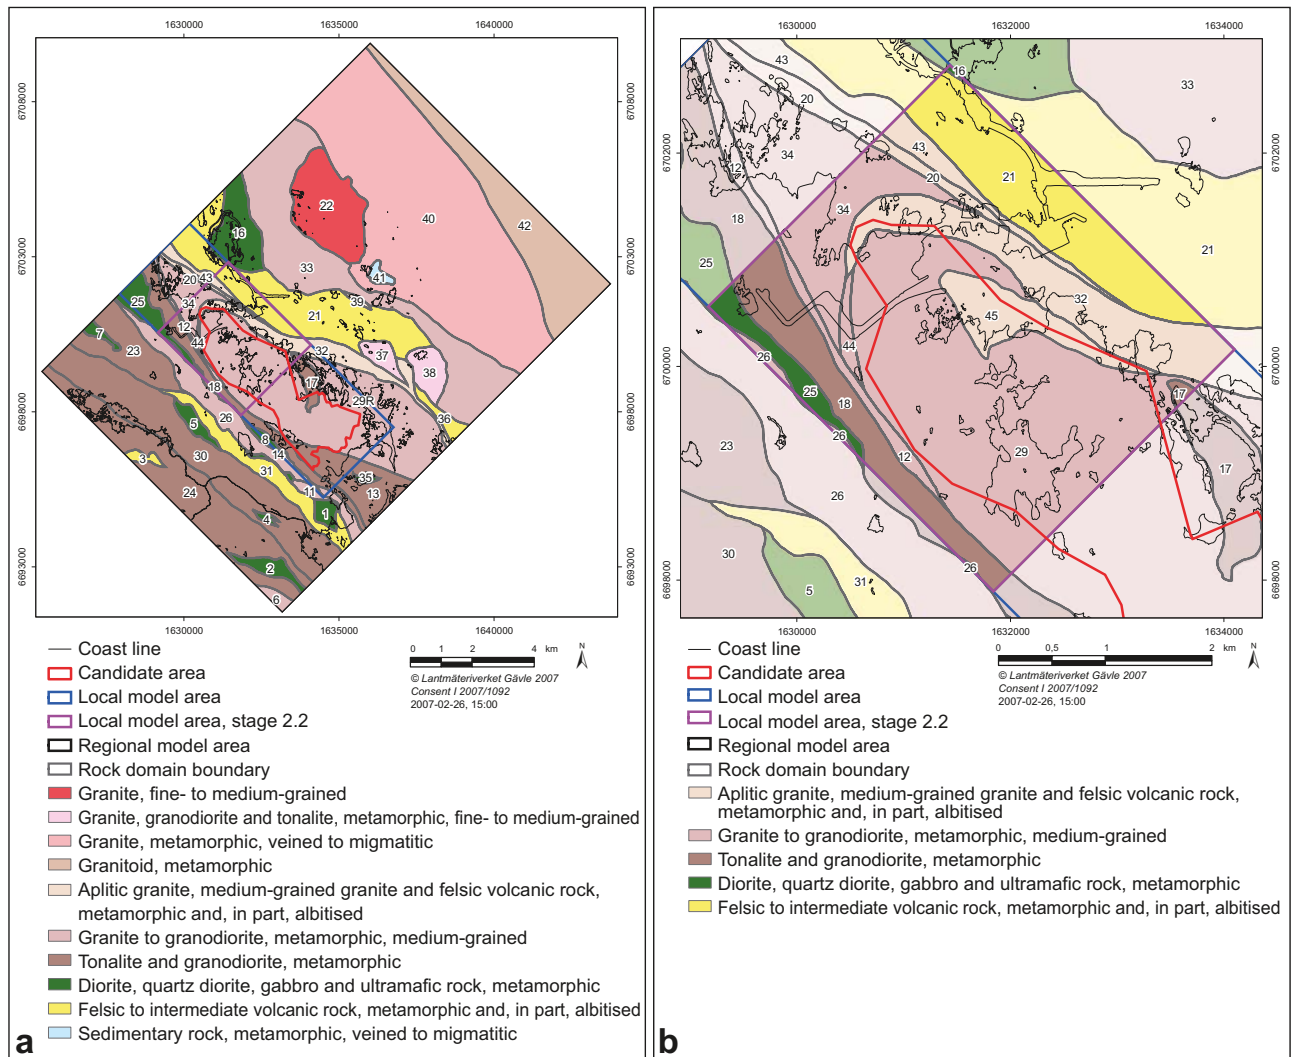 1630000 1635000 1640000
6708000
6703000
6698000
6693000
22
40
42
16
33
41
39
20
43
21
25
34
12
44
7
23
32
37
17
38
18
29R
26
36
5
8
14
3
30
31
35
24
11
13
4
1
2
6
1630000 1635000 1640000
6708000
6703000
6698000
6693000
Coast line
Candidate area
Local model area
Local model area, stage 2.2
Regional model area
Rock domain boundary
Granite, fine- to medium-grained
Granite, granodiorite and tonalite, metamorphic, fine- to medium-grained
Granite, metamorphic, veined to migmatitic
Granitoid, metamorphic
Aplitic granite, medium-grained granite and felsic volcanic rock,
metamorphic and, in part, albitised
Granite to granodiorite, metamorphic, medium-grained
Tonalite and granodiorite, metamorphic
Diorite, quartz diorite, gabbro and ultramafic rock, metamorphic
Felsic to intermediate volcanic rock, metamorphic and, in part, albitised
Sedimentary rock, metamorphic, veined to migmatitic
0 1 2 4 km
N
© Lantmäteriverket Gävle 2007
Consent I 2007/1092
2007-02-26, 15:00
a
1630000 1632000 1634000
6702000
6700000
6698000
43
16
33
20
34
43
12
20
21
18
34
21
25
32
45
44
26
25
18
17
26
23
12
29
17
26
30
31
5
26
1630000 1632000 1634000
6702000
6700000
6698000
Coast line
Candidate area
Local model area
Local model area, stage 2.2
Regional model area
Rock domain boundary
Aplitic granite, medium-grained granite and felsic volcanic rock,
metamorphic and, in part, albitised
Granite to granodiorite, metamorphic, medium-grained
Tonalite and granodiorite, metamorphic
Diorite, quartz diorite, gabbro and ultramafic rock, metamorphic
Felsic to intermediate volcanic rock, metamorphic and, in part, albitised
0 0,5 1 2 km
N
© Lantmäteriverket Gävle 2007
Consent I 2007/1092
2007-02-26, 15:00
b